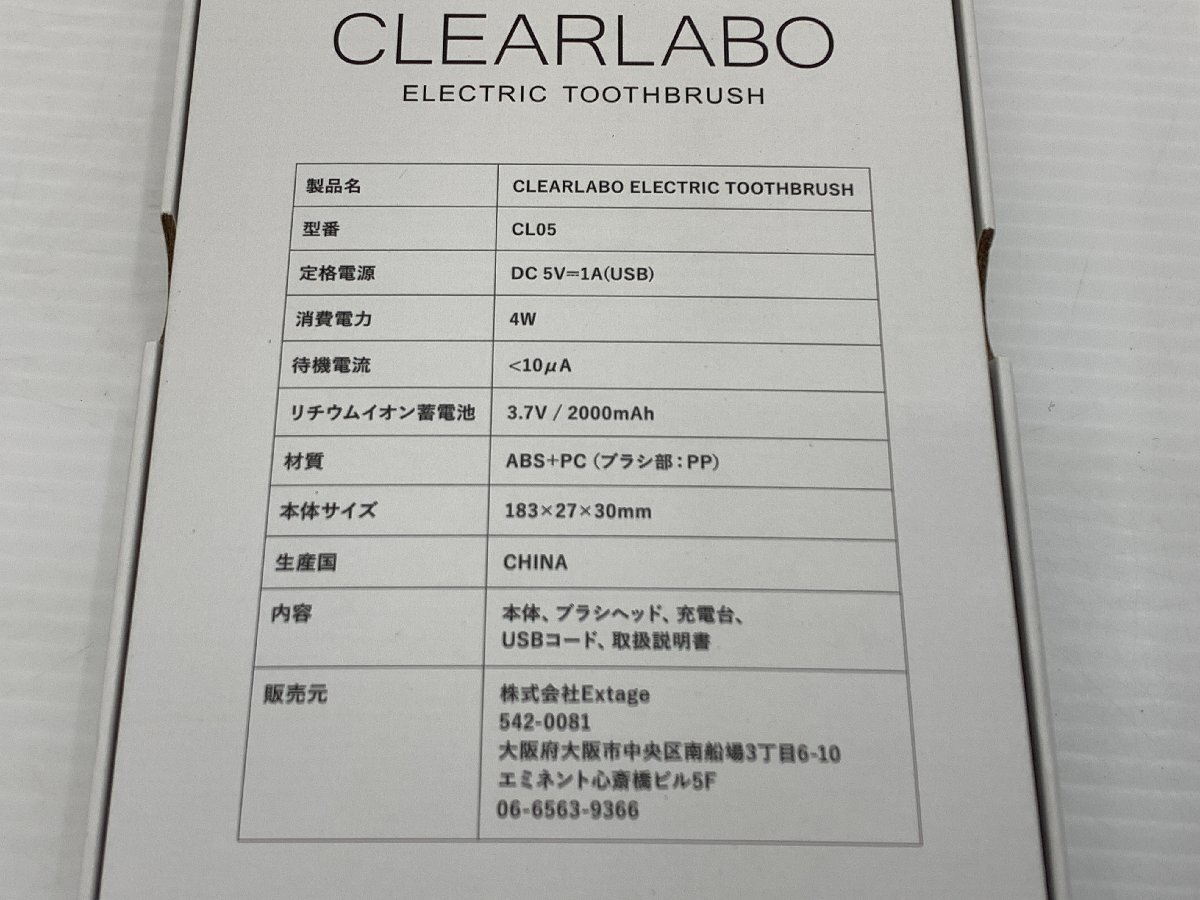 CLEARLABO
ELECTRIC TOOTHBRUSH
製品名 CLEARLABO ELECTRIC TOOTHBRUSH
型番 CL05
定格電源 DC 5V=1A(USB)
消費電力 4W
待機電流 <10μA
リチウムイオン蓄電池 3.7V / 2000mAh
材質 ABS+PC (ブラシ部:PP)
本体サイズ 183×27×30mm
生産国 CHINA
内容 本体、ブラシヘッド、充電台、
USBコード、取扱説明書
販売元 株式会社Extage
542-0081
大阪府大阪市中央区南船場3丁目6-10
エミネント心斎橋ビル5F
06-6563-9366